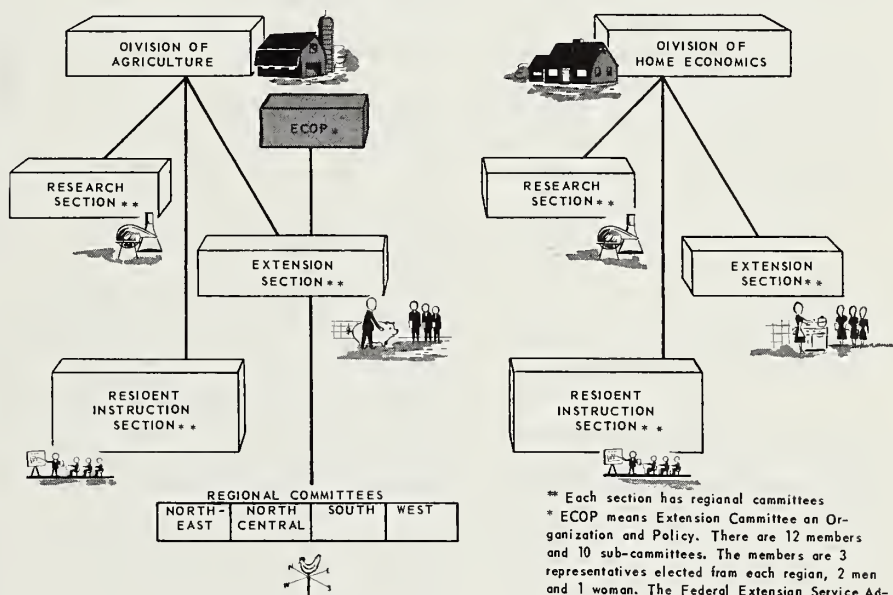 OIVISION OF
AGRICULTURE
ECOP *
RESEARCH
SECTION * *
EXTENSION
SECTION * *
RESIOENT
INSTRUCTION
SECTION * *
REGIONAL COMMITTEES
NORTH-
EAST
NORTH
CENTRAL
SOUTH
WEST
OIVISION OF
HOME ECONOMICS
RESEARCH
SECTION * *
EXTENSION
SECTION * *
RESIOENT
INSTRUCTION
SECTION * *
** Each section has regianal cammittees
* ECOP means Extension Cammittee an Or-
ganization and Policy. There are 12 members
and 10 sub-cammittees. The members are 3
representatives elected fram each regian, 2 men
and 1 woman. The Federal Extension Service Ad-